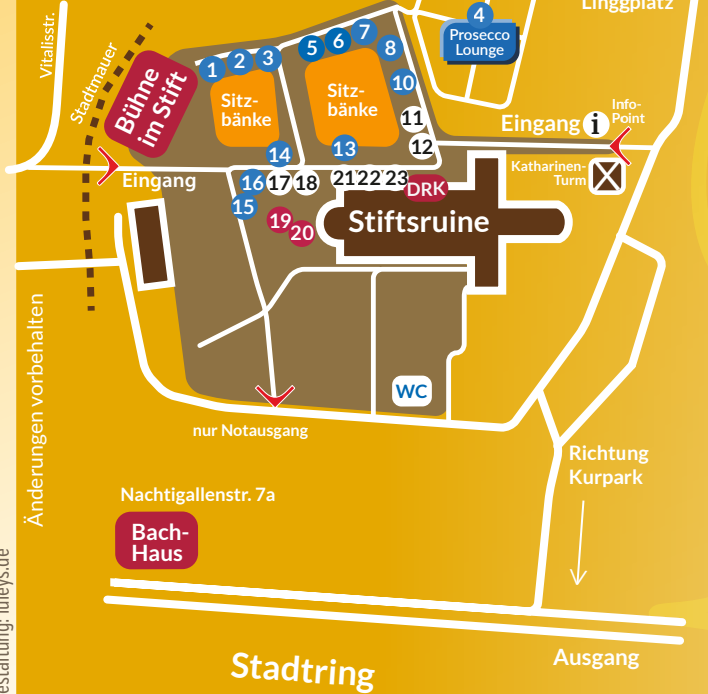 Linggplatz
4
Prosecco
Lounge
Vitalisstr.
Stadtmauer
Bühne
im Stift
1
2
3
5
6
7
8
10
Sitz-
bänke
Sitz-
bänke
11
12
13
14
Eingang
i
Info-
Point
Katharinen-
Turm
Eingang
16
17
18
21
22
23
DRK
15
19
20
Stiftsruine
WC
nur Notausgang
Änderungen vorbehalten
Richtung
Kurpark
Nachtigallenstr. 7a
Bach-
Haus
luleys.de
Stadtring
Ausgang